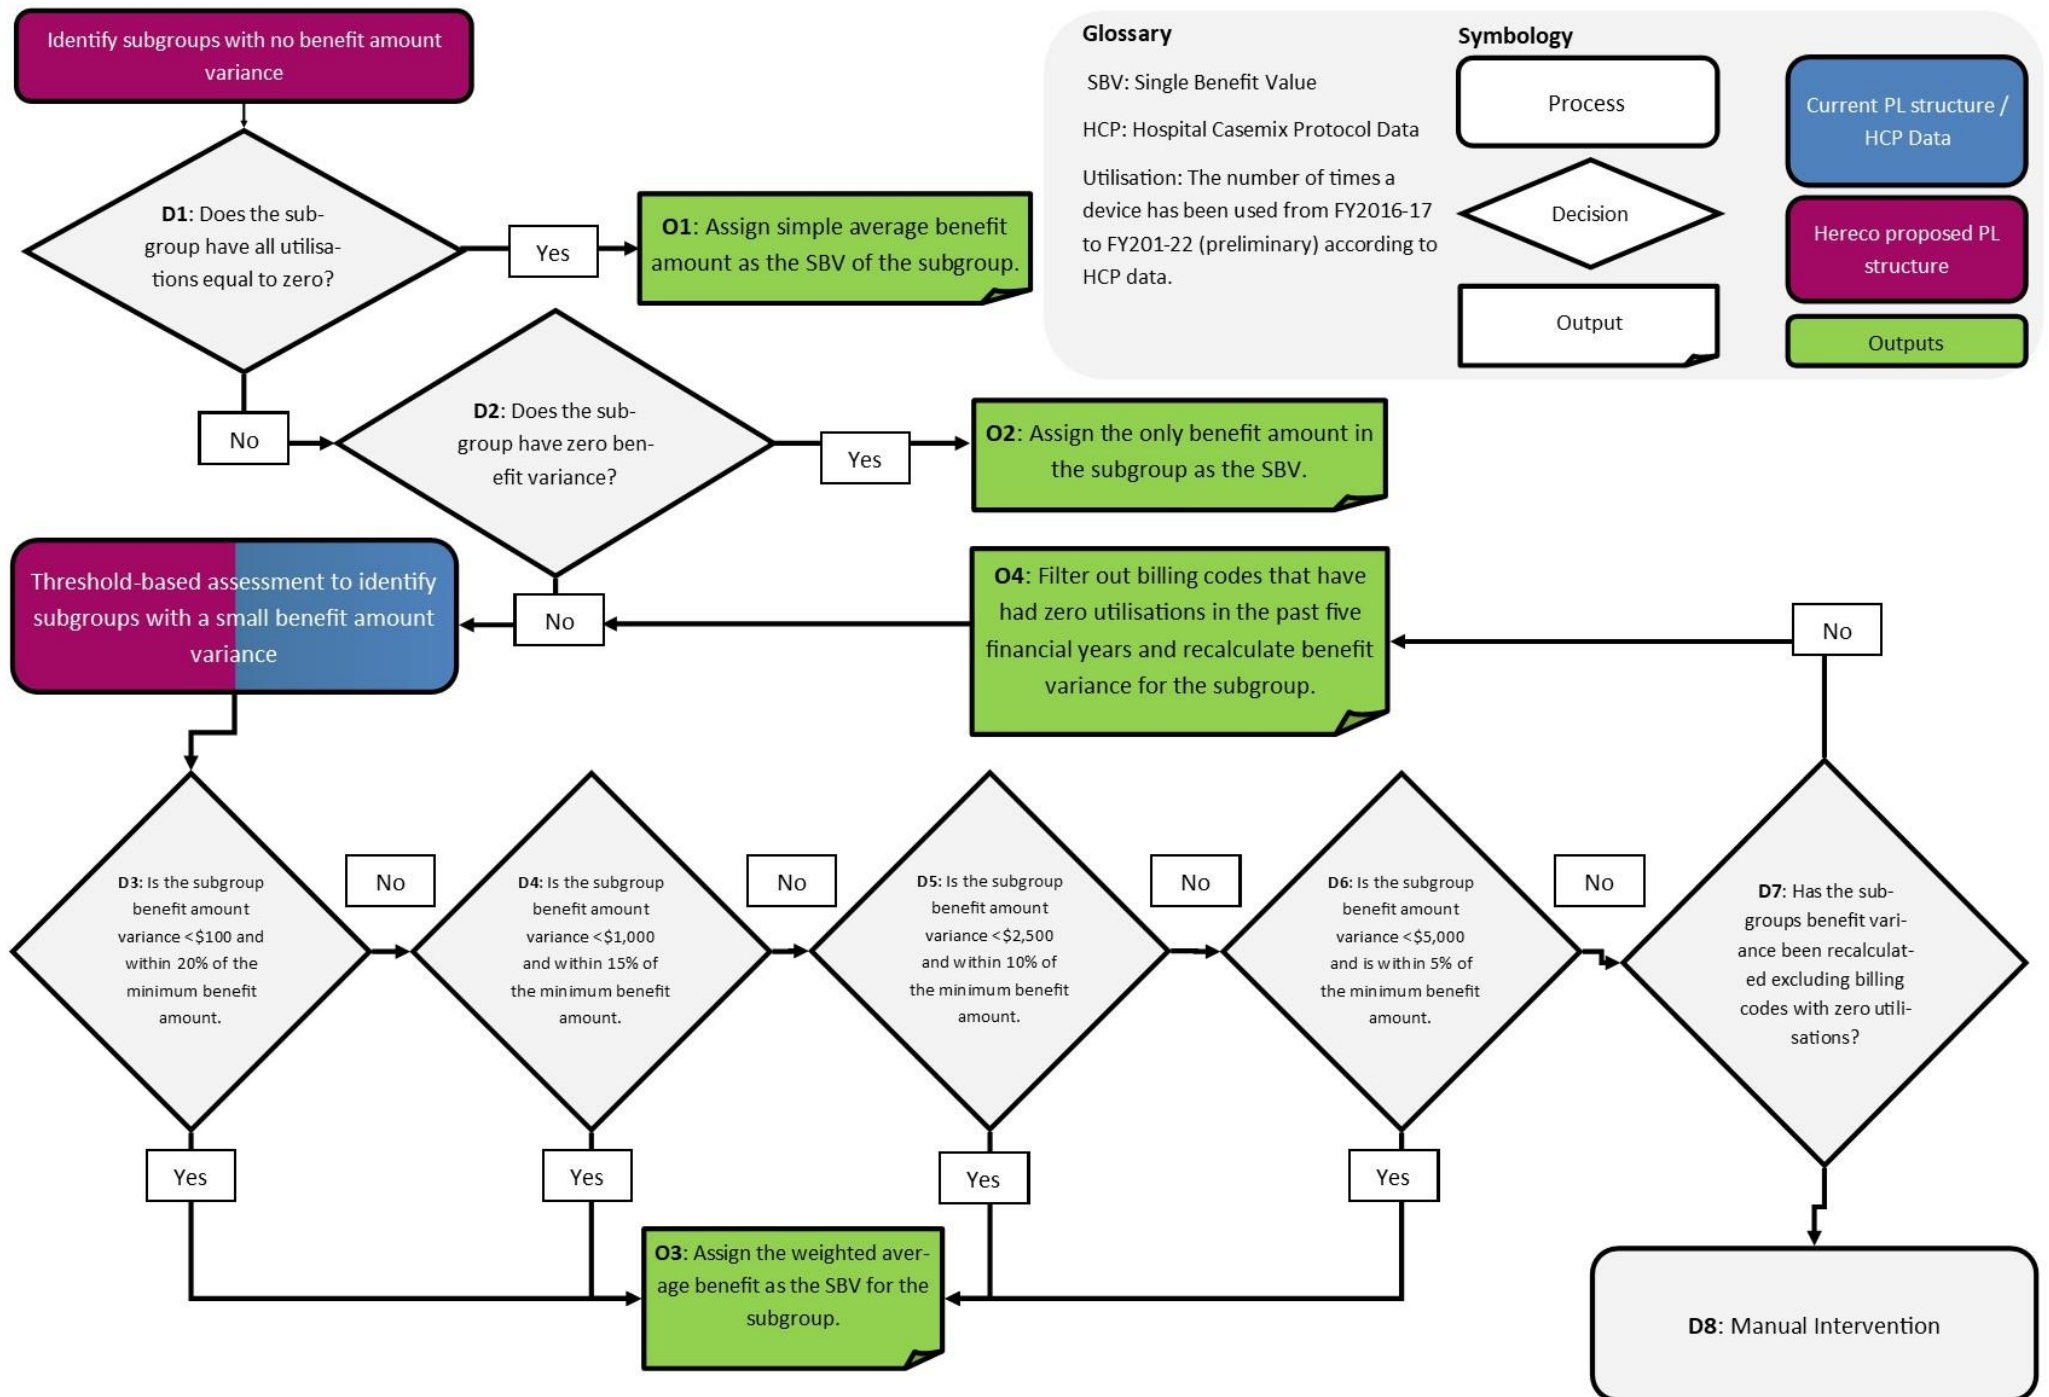 Identify subgroups with no benefit amount
variance
Glossary
SBV: Single Benefit Value
HCP: Hospital Casemix Protocol Data
Utilisation: The number of times a
device has been used from FY2016-17
to FY201-22 (preliminary) according to
HCP data.
Symbology
Process
Decision
Output
Current PL structure /
HCP Data
Hereco proposed PL
structure
Outputs
D1: Does the sub-
group have all utilisa-
tions equal to zero?
Yes
O1: Assign simple average benefit
amount as the SBV of the subgroup.
No
D2: Does the sub-
group have zero ben-
efit variance?
Yes
O2: Assign the only benefit amount in
the subgroup as the SBV.
No
Threshold-based assessment to identify
subgroups with a small benefit amount
variance
O4: Filter out billing codes that have
had zero utilisations in the past five
financial years and recalculate benefit
variance for the subgroup.
No
D3: Is the subgroup
benefit amount
variance <$100 and
within 20% of the
minimum benefit
amount.
No
D4: Is the subgroup
benefit amount
variance <$1,000
and within 15% of
the minimum benefit
amount.
No
D5: Is the subgroup
benefit amount
variance <$2,500
and within 10% of
the minimum benefit
amount.
No
D6: Is the subgroup
benefit amount
variance <$5,000
and is within 5% of
the minimum benefit
amount.
No
D7: Has the sub-
groups benefit vari-
ance been recalculat-
ed excluding billing
codes with zero utili-
sations?
Yes
Yes
Yes
Yes
O3: Assign the weighted aver-
age benefit as the SBV for the
subgroup.
D8: Manual Intervention